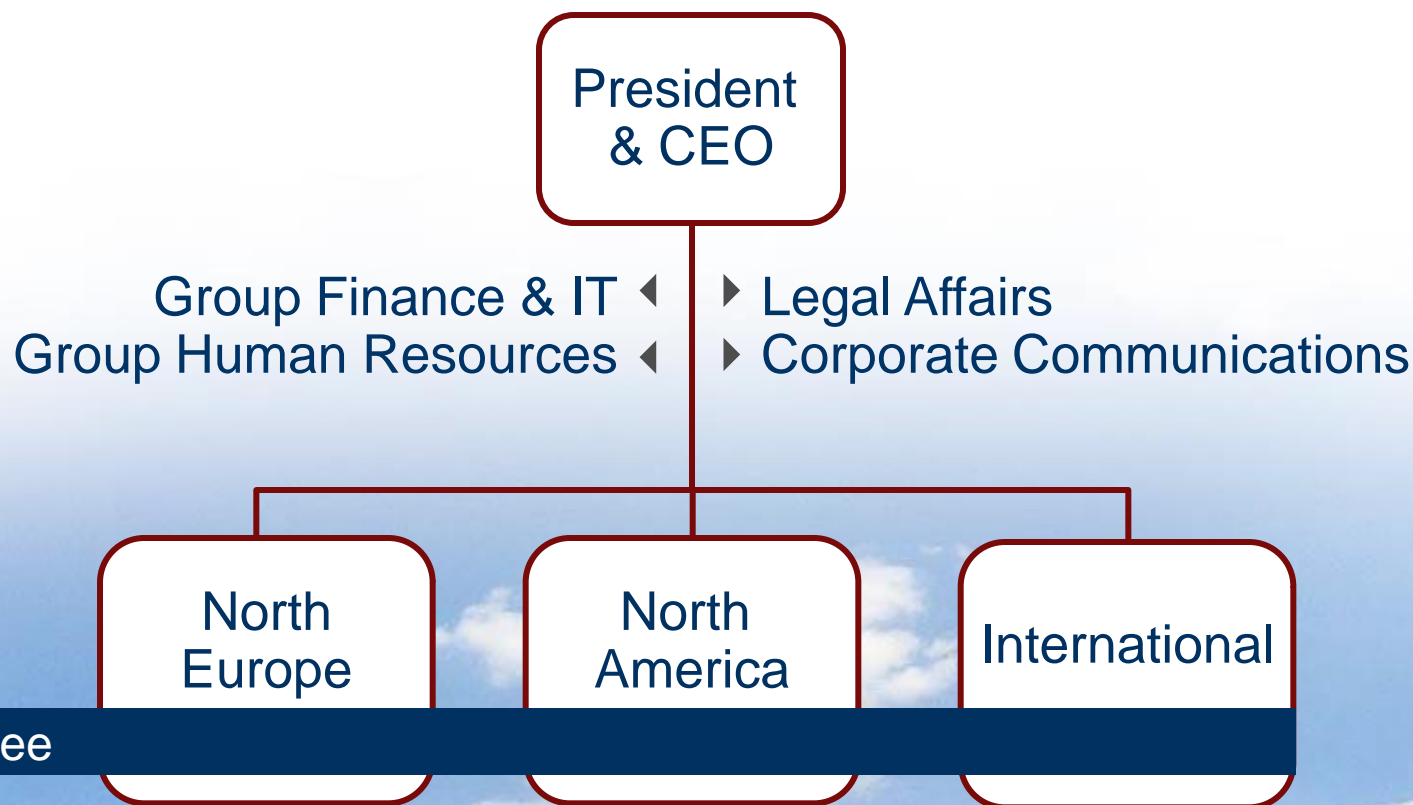 President
& CEO
Group Finance & IT
Legal Affairs
Group Human Resources
Corporate Communications
North
Europe
North
America
International
ee